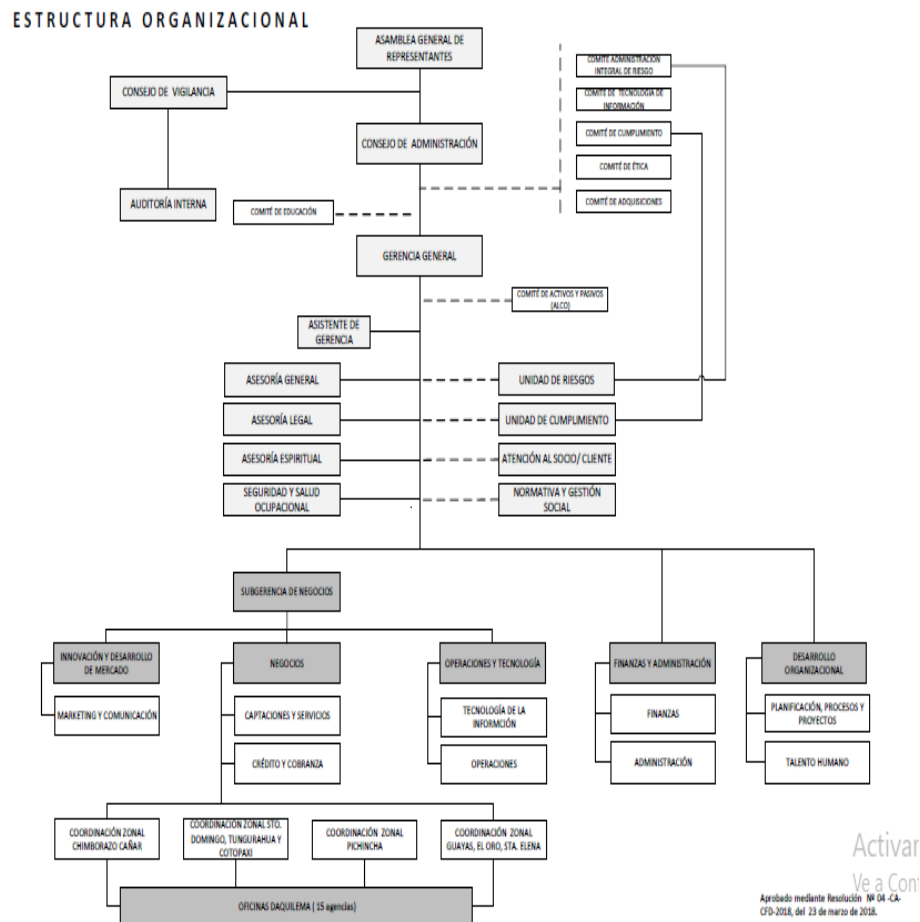 ESTRUCTURA ORGANIZACIONAL
ASAMBLEA GENERAL DE
REPRESENTANTES
COMITÉ ADMINISTRACIÓN
INTEGRAL DE RIESGO
CONSEJO DE VIGILANCIA
COMITÉ DE TECNOLOGÍA DE
INFORMACIÓN
CONSEJO DE ADMINISTRACIÓN
COMITÉ DE CUMPLIMIENTO
COMITÉ DE ÉTICA
AUDITORÍA INTERNA
COMITÉ DE EDUCACIÓN
COMITÉ DE ADQUISICIONES
GERENCIA GENERAL
COMITÉ DE ACTIVOS Y PASIVOS
(ALCO)
ASISTENTE DE
GERENCIA
ASESORÍA GENERAL
UNIDAD DE RIESGOS
ASESORÍA LEGAL
UNIDAD DE CUMPLIMIENTO
ASESORÍA ESPIRITUAL
ATENCIÓN AL SOCIO/ CLIENTE
SEGURIDAD Y SALUD
OCUPACIONAL
NORMATIVA Y GESTIÓN
SOCIAL
SUBGERENCIA DE NEGOCIOS
INNOVACIÓN Y DESARROLLO
DE MERCADO
NEGOCIOS
OPERACIONES Y TECNOLOGÍA
FINANZAS Y ADMINISTRACIÓN
DESARROLLO
ORGANIZACIONAL
MARKETING Y COMUNICACIÓN
CAPTACIONES Y SERVICIOS
TECNOLOGÍA DE LA
INFORMCIÓN
FINANZAS
PLANIFICACIÓN, PROCESOS Y
PROYECTOS
CRÉDITO Y COBRANZA
OPERACIONES
ADMINISTRACIÓN
TALENTO HUMANO
COORDINACIÓN ZONAL
CHIMBORAZO CAÑAR
COORDINACIÓN ZONAL STO.
DOMINGO, TUNGURAHUA Y
COTOPAXI
COORDINACIÓN ZONAL
PICHINCHA
COORDINACIÓN ZONAL
GUAYAS, EL ORO, STA. ELENA
OFICINAS DAQUILEMA ( 15 agencias)
Activar
Ve a Conf
Aprobado mediante Resolución Nº 04 -CA-
CFD-2018, del 23 de marzo de 2018.